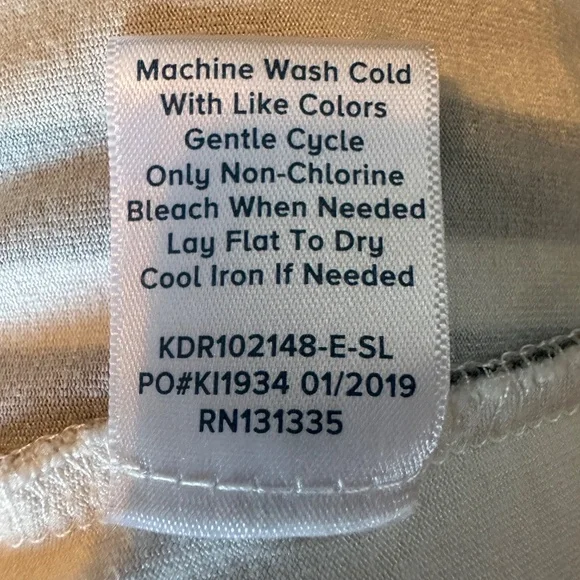 Machine Wash Cold
With Like Colors
Gentle Cycle
Only Non-Chlorine
Bleach When Needed
Lay Flat To Dry
Cool Iron If Needed
KDR102148-E-SL
PO#KI1934 01/2019
RN131335